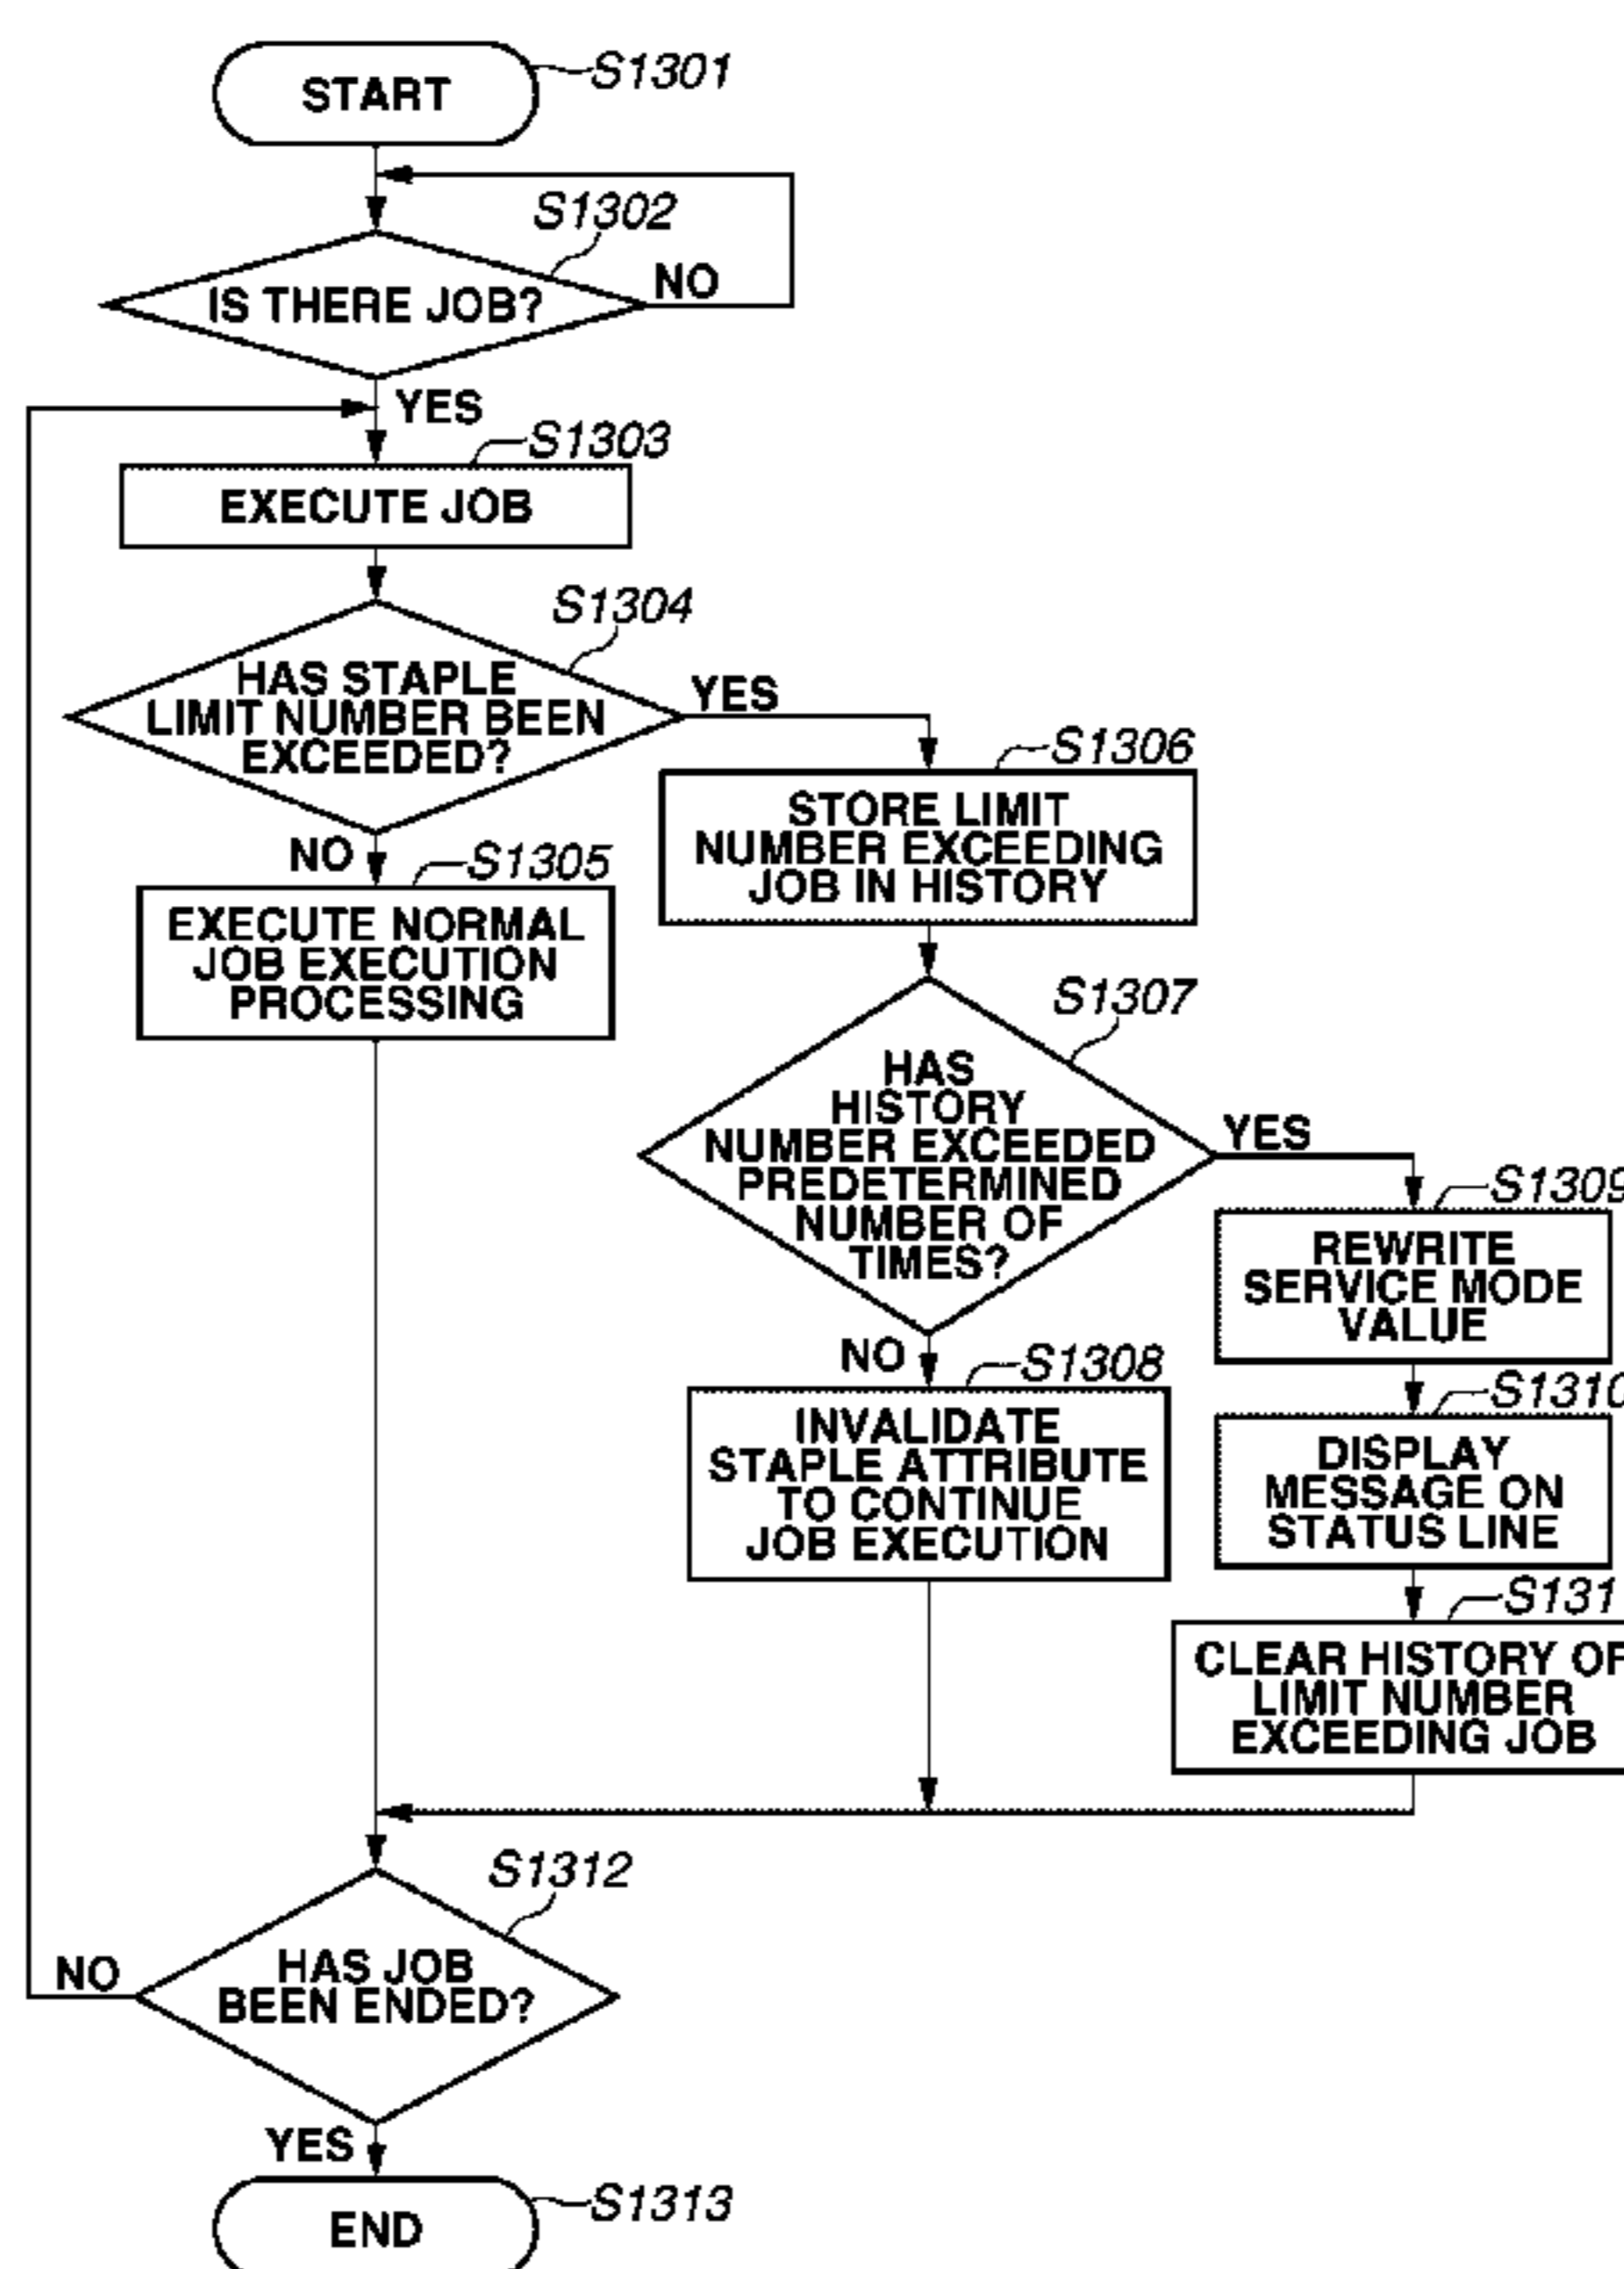 START
S1301
S1302
IS THERE JOB?
NO
YES
S1303
EXECUTE JOB
S1304
HAS STAPLE
LIMIT NUMBER BEEN
EXCEEDED?
YES
NO
S1305
EXECUTE NORMAL
JOB EXECUTION
PROCESSING
S1306
STORE LIMIT
NUMBER EXCEEDING
JOB IN HISTORY
S1307
HAS
HISTORY
NUMBER EXCEEDED
PREDETERMINED
NUMBER OF
TIMES?
YES
NO
S1308
INVALIDATE
STAPLE ATTRIBUTE
TO CONTINUE
JOB EXECUTION
S1309
REWRITE
SERVICE MODE
VALUE
S1310
DISPLAY
MESSAGE ON
STATUS LINE
S131
CLEAR HISTORY OF
LIMIT NUMBER
EXCEEDING JOB
S1312
HAS JOB
BEEN ENDED?
NO
YES
END
S1313